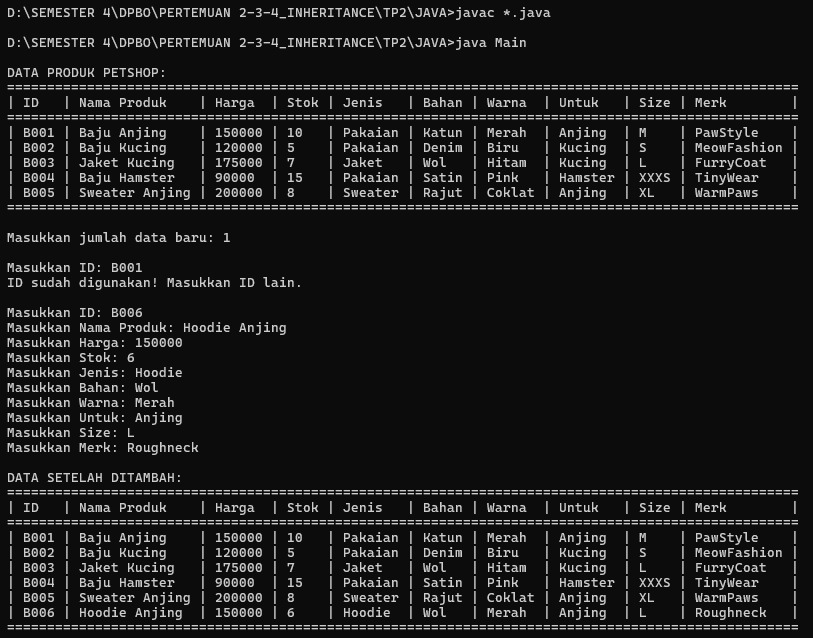 D:\SEMESTER 4\DPBO\PERTEMUAN 2-3-4_INHERITANCE\TP2\JAVA>javac *.java
D:\SEMESTER 4\DPBO\PERTEMUAN 2-3-4_INHERITANCE\TP2\JAVA>java Main
DATA PRODUK PETSHOP:
===================================================================================================
| ID   | Nama Produk    | Harga  | Stok | Jenis   | Bahan | Warna  | Untuk   | Size | Merk        |
===================================================================================================
| B001 | Baju Anjing    | 150000 | 10   | Pakaian | Katun | Merah  | Anjing  | M    | PawStyle    |
| B002 | Baju Kucing    | 120000 | 5    | Pakaian | Denim | Biru   | Kucing  | S    | MeowFashion |
| B003 | Jaket Kucing   | 175000 | 7    | Jaket   | Wol   | Hitam  | Kucing  | L    | FurryCoat   |
| B004 | Baju Hamster   | 90000  | 15   | Pakaian | Satin | Pink   | Hamster | XXXS | TinyWear    |
| B005 | Sweater Anjing | 200000 | 8    | Sweater | Rajut | Coklat | Anjing  | XL   | WarmPaws    |
===================================================================================================
Masukkan jumlah data baru: 1
Masukkan ID: B001
ID sudah digunakan! Masukkan ID lain.
Masukkan ID: B006
Masukkan Nama Produk: Hoodie Anjing
Masukkan Harga: 150000
Masukkan Stok: 6
Masukkan Jenis: Hoodie
Masukkan Bahan: Wol
Masukkan Warna: Merah
Masukkan Untuk: Anjing
Masukkan Size: L
Masukkan Merk: Roughneck
DATA SETELAH DITAMBAH:
===================================================================================================
| ID   | Nama Produk    | Harga  | Stok | Jenis   | Bahan | Warna  | Untuk   | Size | Merk        |
===================================================================================================
| B001 | Baju Anjing    | 150000 | 10   | Pakaian | Katun | Merah  | Anjing  | M    | PawStyle    |
| B002 | Baju Kucing    | 120000 | 5    | Pakaian | Denim | Biru   | Kucing  | S    | MeowFashion |
| B003 | Jaket Kucing   | 175000 | 7    | Jaket   | Wol   | Hitam  | Kucing  | L    | FurryCoat   |
| B004 | Baju Hamster   | 90000  | 15   | Pakaian | Satin | Pink   | Hamster | XXXS | TinyWear    |
| B005 | Sweater Anjing | 200000 | 8    | Sweater | Rajut | Coklat | Anjing  | XL   | WarmPaws    |
| B006 | Hoodie Anjing  | 150000 | 6    | Hoodie  | Wol   | Merah  | Anjing  | L    | Roughneck   |
===================================================================================================